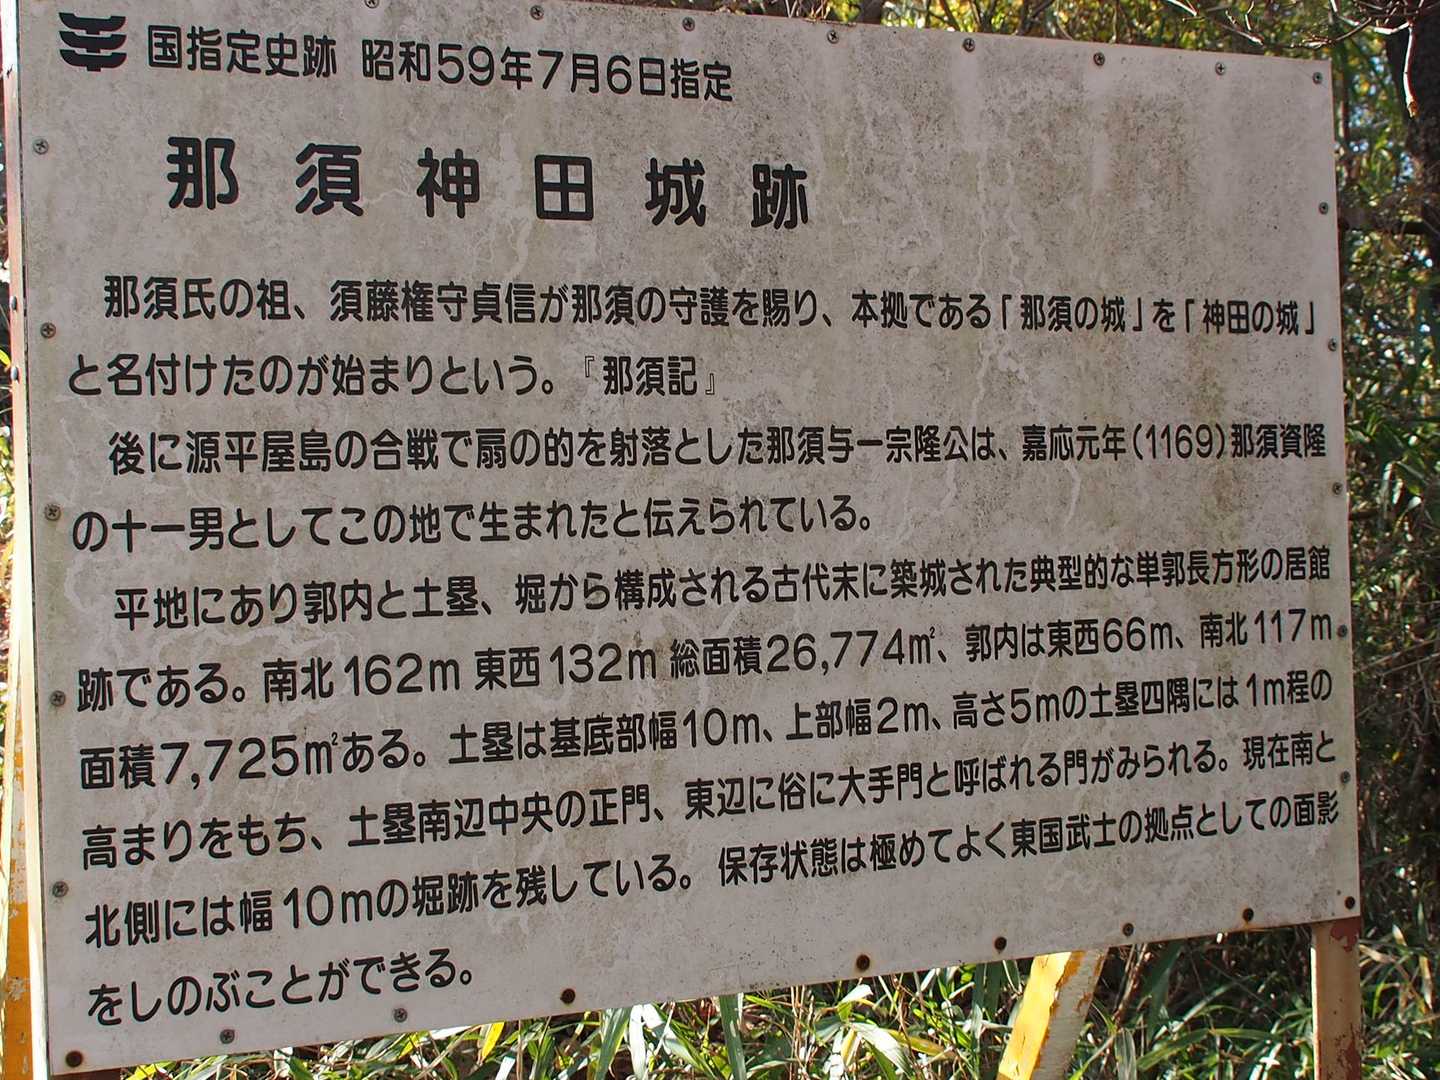 国指定史跡 昭和59年7月6日指定
那須神田城跡
那須氏の祖、須藤権守貞信が那須の守護を賜り、本拠である「那須の城」を「神田の城」
と名付けたのが始まりという。『那須記』
後に源平屋島の合戦で扇の的を射落とした那須与一宗隆公は、嘉応元年(1169)那須資隆
の十一男としてこの地で生まれたと伝えられている。
平地にあり郭内と土塁、堀から構成される古代末に築城された典型的な単郭長方形の居館
跡である。南北162m 東西132m 総面積26,774㎡、郭内は東西66m、南北117m
面積7,725㎡ある。土塁は基底部幅10m、上部幅2m、高さ5mの土塁四隅には1m程の
高まりをもち、土塁南辺中央の正門、東辺に俗に大手門と呼ばれる門がみられる。現在南と
北側には幅10mの堀跡を残している。保存状態は極めてよく東国武士の拠点としての面影
をしのぶことができる。